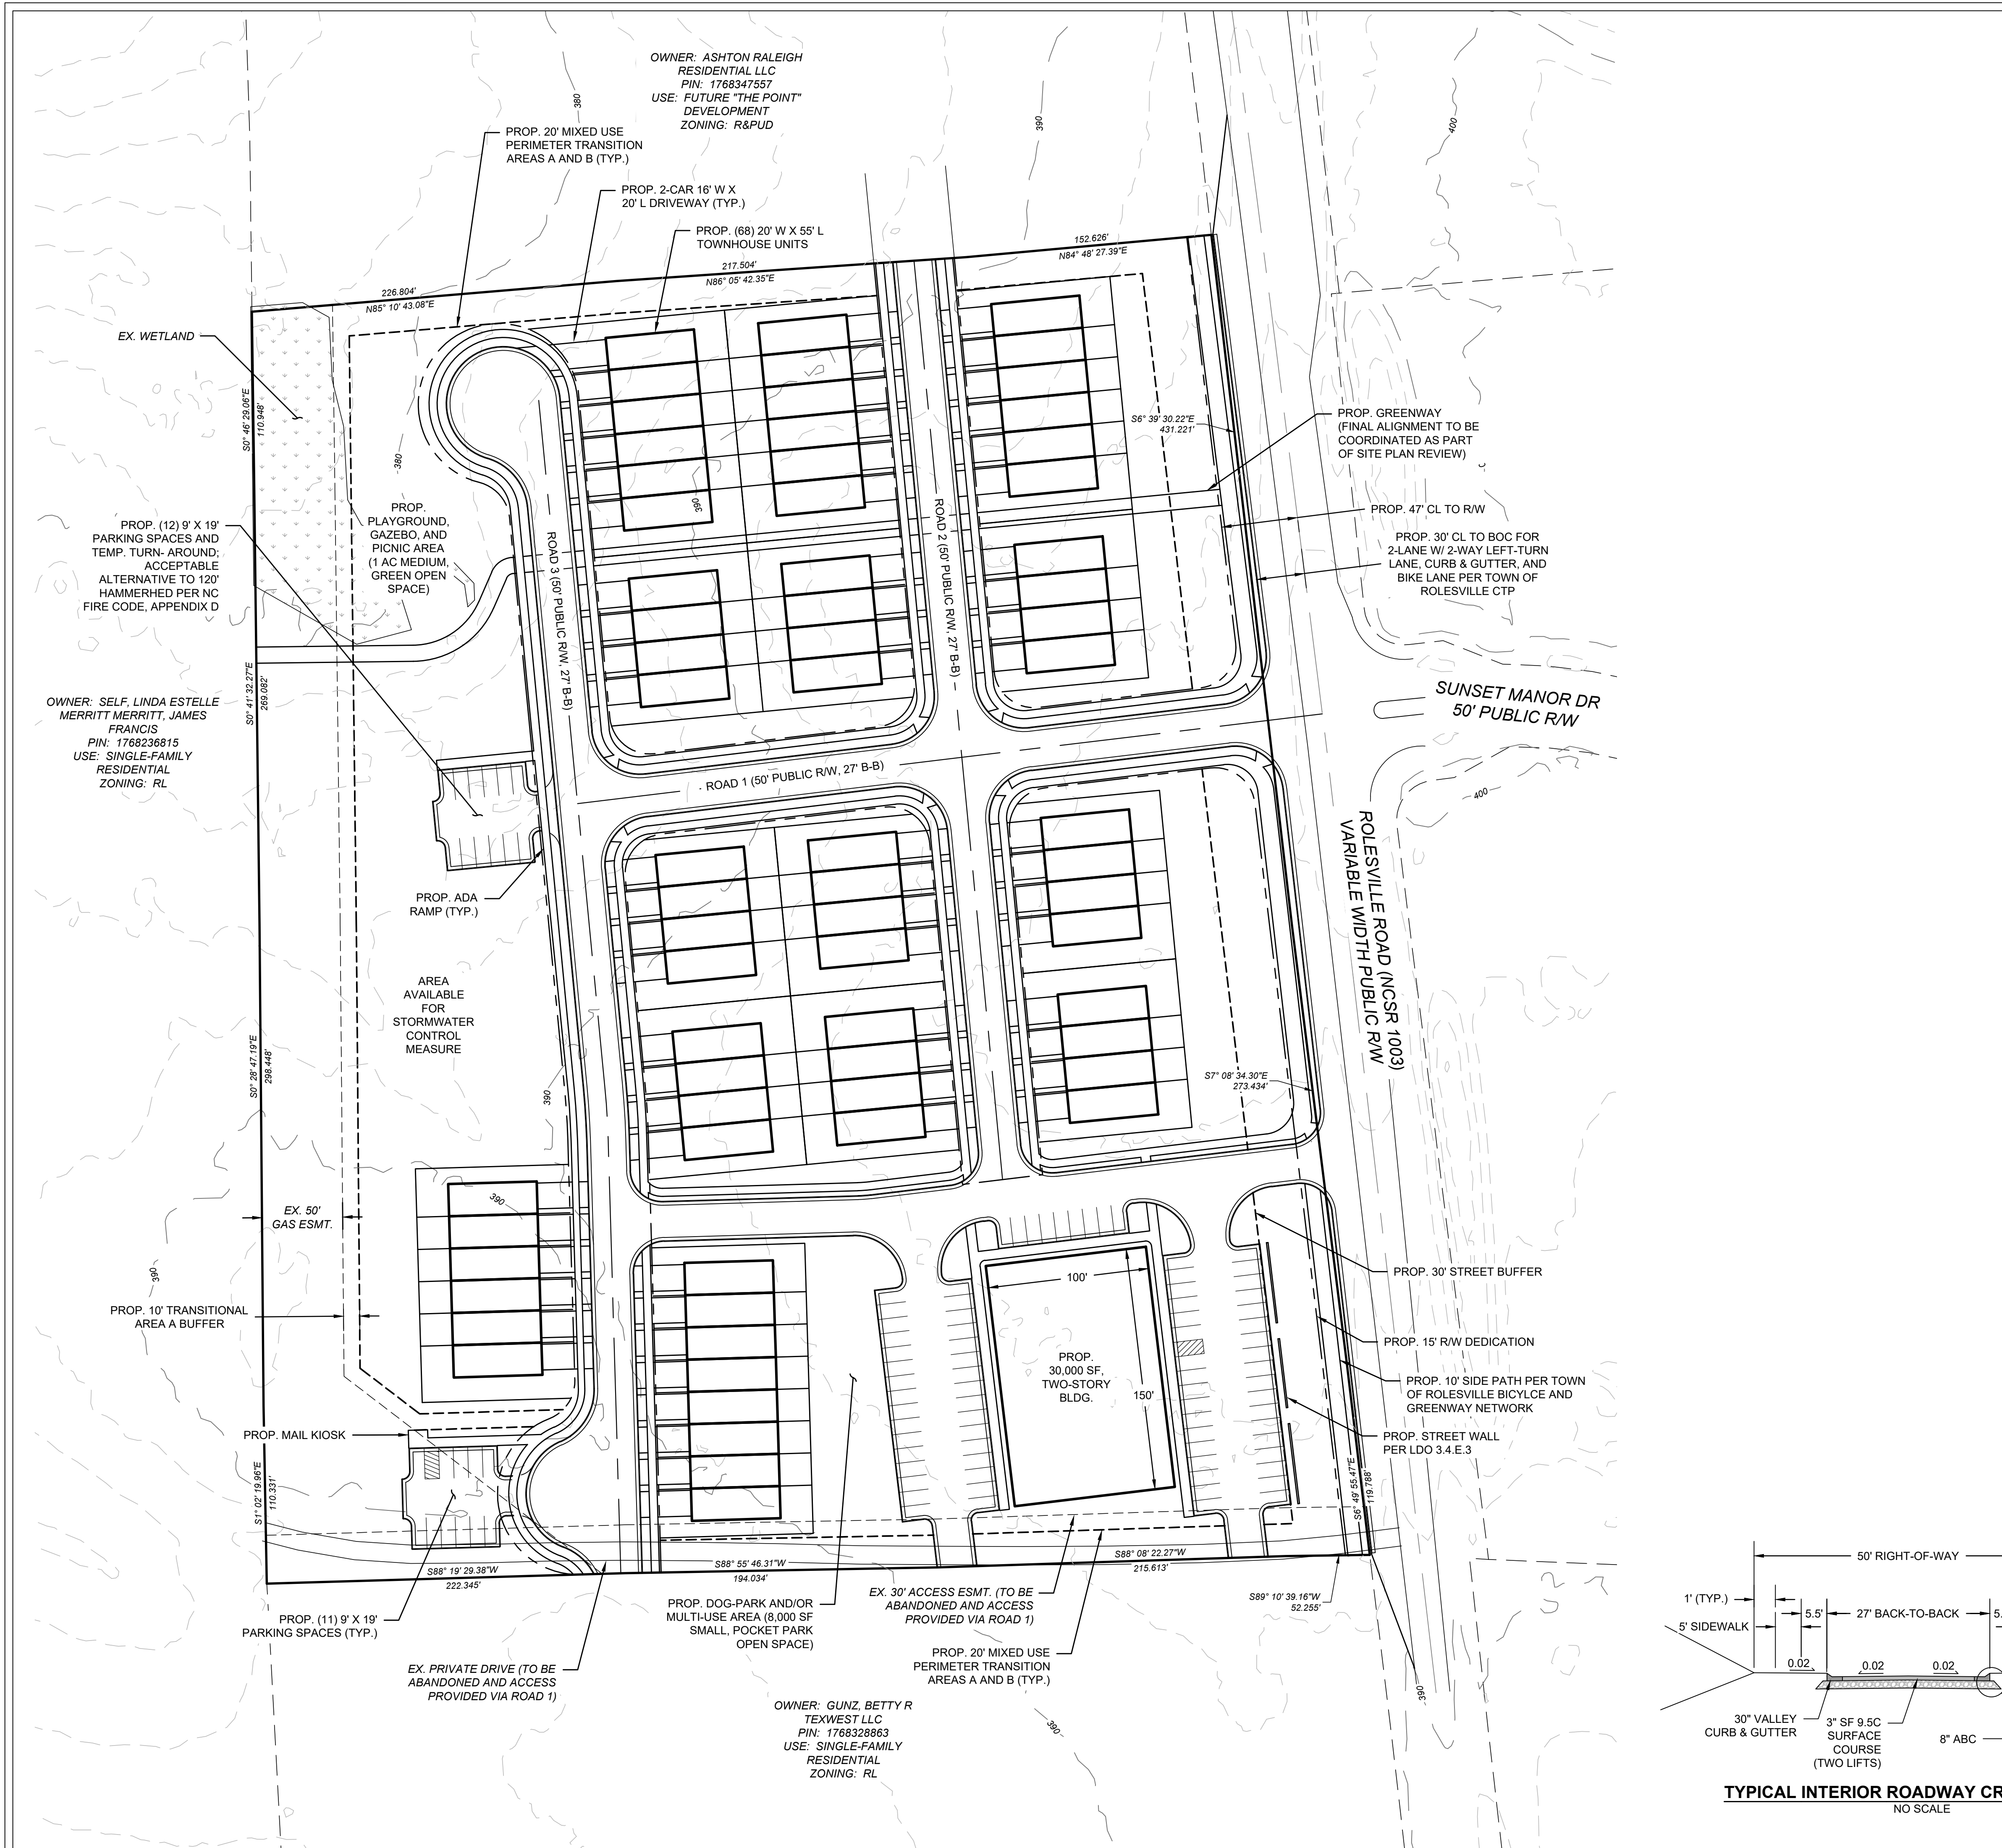 OWNER: ASHTON RALEIGH
RESIDENTIAL LLC
PIN: 1768347557
USE: FUTURE "THE POINT"
DEVELOPMENT
ZONING: R&PUD
380
390
400
PROP. 20' MIXED USE
PERIMETER TRANSITION
AREAS A AND B (TYP.)
PROP. 2-CAR 16' W X
20' L DRIVEWAY (TYP.)
PROP. (68) 20' W X 55' L
TOWNHOUSE UNITS
226.804'
N85° 10' 43.08"E
217.504'
N86° 05' 42.35"E
152.626'
N84° 48' 27.39"E
EX. WETLAND
S0° 46' 29.06"E
110.948'
380
390
S6° 39' 30.22"E
431.221'
PROP. GREENWAY
(FINAL ALIGNMENT TO BE
COORDINATED AS PART
OF SITE PLAN REVIEW)
PROP. 47' CL TO R/W
PROP. 30' CL TO BOC FOR
2-LANE W/ 2-WAY LEFT-TURN
LANE, CURB & GUTTER, AND
BIKE LANE PER TOWN OF
ROLESVILLE CTP
PROP. (12) 9' X 19'
PARKING SPACES AND
TEMP. TURN- AROUND;
ACCEPTABLE
ALTERNATIVE TO 120'
HAMMERHED PER NC
FIRE CODE, APPENDIX D
PROP.
PLAYGROUND,
GAZEBO, AND
PICNIC AREA
(1 AC MEDIUM,
GREEN OPEN
SPACE)
ROAD 3 (50' PUBLIC R/W, 27' B-B)
ROAD 2 (50' PUBLIC R/W, 27' B-B)
S0° 41' 32.27"E
269.082'
OWNER: SELF, LINDA ESTELLE
MERRITT MERRITT, JAMES
FRANCIS
PIN: 1768236815
USE: SINGLE-FAMILY
RESIDENTIAL
ZONING: RL
SUNSET MANOR DR
50' PUBLIC R/W
ROAD 1 (50' PUBLIC R/W, 27' B-B)
400
ROLESVILLE ROAD (NCSR 1003)
VARIABLE WIDTH PUBLIC R/W
PROP. ADA
RAMP (TYP.)
AREA
AVAILABLE
FOR
STORMWATER
CONTROL
MEASURE
S0° 28' 47.19"E
298.448'
390
S7° 08' 34.30"E
273.434'
EX. 50'
GAS ESMT.
390
390
PROP. 10' TRANSITIONAL
AREA A BUFFER
PROP. 30' STREET BUFFER
100'
PROP.
30,000 SF,
TWO-STORY
BLDG.
150'
PROP. 15' R/W DEDICATION
PROP. 10' SIDE PATH PER TOWN
OF ROLESVILLE BICYLCE AND
GREENWAY NETWORK
PROP. STREET WALL
PER LDO 3.4.E.3
PROP. MAIL KIOSK
S1° 02' 19.96"E
110.331'
S6° 49' 55.47"E
119.788'
S88° 19' 29.38"W
222.345'
S88° 55' 46.31"W
194.034'
S88° 08' 22.27"W
215.613'
S89° 10' 39.16"W
52.255'
PROP. (11) 9' X 19'
PARKING SPACES (TYP.)
EX. PRIVATE DRIVE (TO BE
ABANDONED AND ACCESS
PROVIDED VIA ROAD 1)
PROP. DOG-PARK AND/OR
MULTI-USE AREA (8,000 SF
SMALL, POCKET PARK
OPEN SPACE)
EX. 30' ACCESS ESMT. (TO BE
ABANDONED AND ACCESS
PROVIDED VIA ROAD 1)
PROP. 20' MIXED USE
PERIMETER TRANSITION
AREAS A AND B (TYP.)
OWNER: GUNZ, BETTY R
TEXWEST LLC
PIN: 1768328863
USE: SINGLE-FAMILY
RESIDENTIAL
ZONING: RL
390
390
50' RIGHT-OF-WAY
1' (TYP.)
5.5'
27' BACK-TO-BACK
5.
5' SIDEWALK
0.02
0.02
0.02
30" VALLEY
CURB & GUTTER
3" SF 9.5C
SURFACE
COURSE
(TWO LIFTS)
8" ABC
TYPICAL INTERIOR ROADWAY CR
NO SCALE